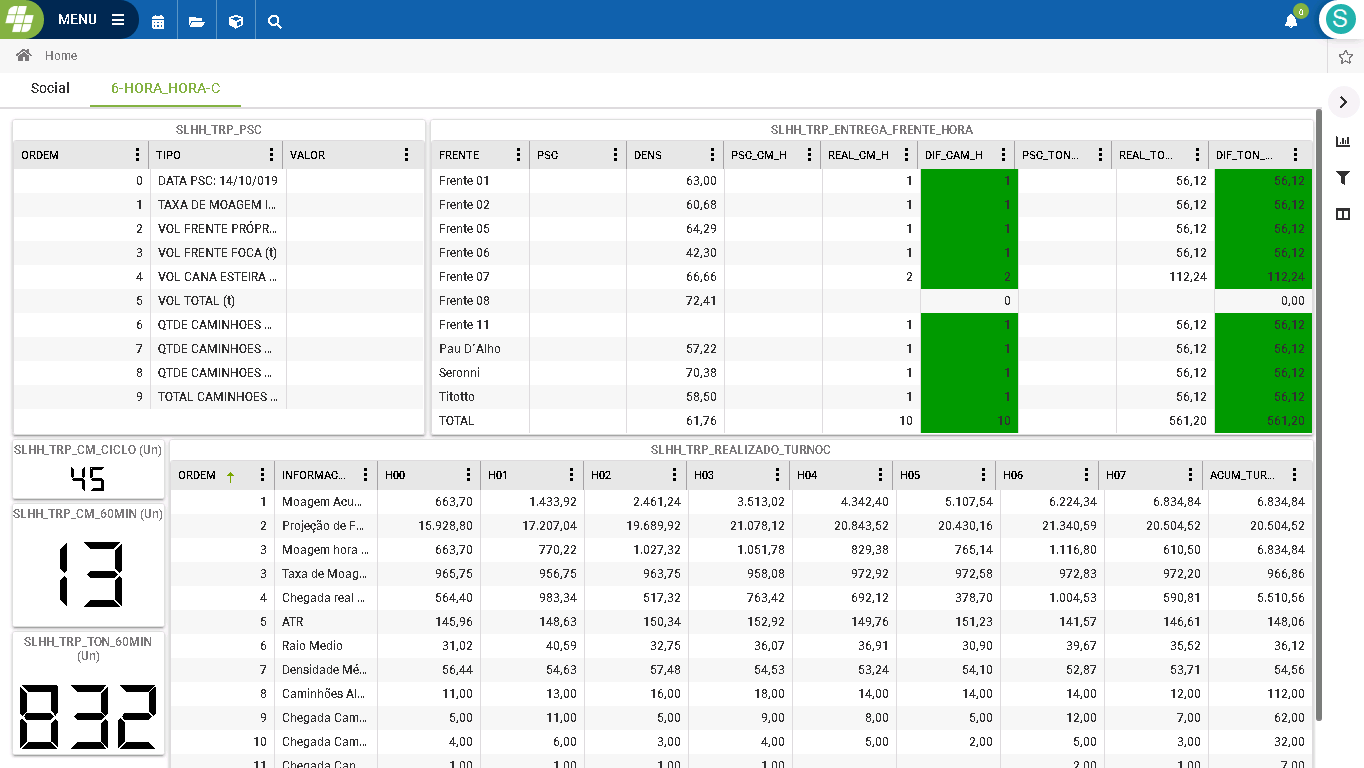 MENU
0
S
Home
Social 6-HORA_HORA-C
SLHH_TRP_PSC
ORDEM TIPO VALOR
0 DATA PSC: 14/10/019
1 TAXA DE MOAGEM I...
2 VOL FRENTE PRÓPR...
3 VOL FRENTE FOCA (t)
4 VOL CANA ESTEIRA ...
5 VOL TOTAL (t)
6 QTDE CAMINHOES ...
7 QTDE CAMINHOES ...
8 QTDE CAMINHOES ...
9 TOTAL CAMINHOES ...
SLHH_TRP_ENTREGA_FRENTE_HORA
FRENTE PSC DENS PSC_CM_H REAL_CM_H DIF_CAM_H PSC_TON... REAL_TO... DIF_TON_...
Frente 01 63,00 1 1 56,12 56,12
Frente 02 60,68 1 1 56,12 56,12
Frente 05 64,29 1 1 56,12 56,12
Frente 06 42,30 1 1 56,12 56,12
Frente 07 66,66 2 2 112,24 112,24
Frente 08 72,41 0 0,00
Frente 11 1 1 56,12 56,12
Pau D´Alho 57,22 1 1 56,12 56,12
Seronni 70,38 1 1 56,12 56,12
Titotto 58,50 1 1 56,12 56,12
TOTAL 61,76 10 10 561,20 561,20
SLHH_TRP_CM_CICLO (Un)
45
SLHH_TRP_CM_60MIN (Un)
13
SLHH_TRP_TON_60MIN
(Un)
832
SLHH_TRP_REALIZADO_TURNOC
ORDEM INFORMAC... H00 H01 H02 H03 H04 H05 H06 H07 ACUM_TUR...
1 Moagem Acu... 663,70 1.433,92 2.461,24 3.513,02 4.342,40 5.107,54 6.224,34 6.834,84 6.834,84
2 Projeção de F... 15.928,80 17.207,04 19.689,92 21.078,12 20.843,52 20.430,16 21.340,59 20.504,52 20.504,52
3 Moagem hora ... 663,70 770,22 1.027,32 1.051,78 829,38 765,14 1.116,80 610,50 6.834,84
3 Taxa de Moag... 965,75 956,75 963,75 958,08 972,92 972,58 972,83 972,20 966,86
4 Chegada real ... 564,40 983,34 517,32 763,42 692,12 378,70 1.004,53 590,81 5.510,56
5 ATR 145,96 148,63 150,34 152,92 149,76 151,23 141,57 146,61 148,06
6 Raio Medio 31,02 40,59 32,75 36,07 36,91 30,90 39,67 35,52 36,12
7 Densidade Mé... 56,44 54,63 57,48 54,53 53,24 54,10 52,87 53,71 54,56
8 Caminhões Al... 11,00 13,00 16,00 18,00 14,00 14,00 14,00 12,00 112,00
9 Chegada Cam... 5,00 11,00 5,00 9,00 8,00 5,00 12,00 7,00 62,00
10 Chegada Cam... 4,00 6,00 3,00 4,00 5,00 2,00 5,00 3,00 32,00
11 Chegada Can... 1,00 1,00 1,00 1,00 2,00 1,00 7,00